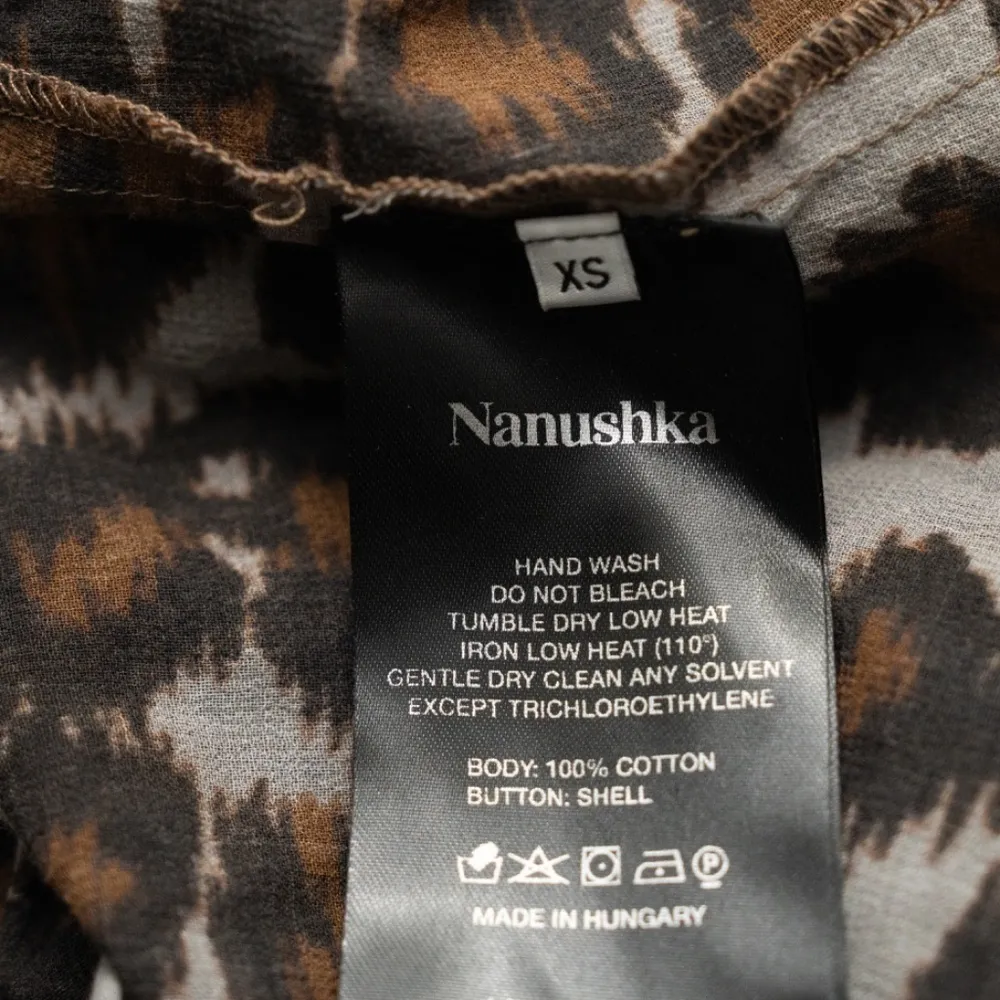 XS
Nanushka
HAND WASH
DO NOT BLEACH
TUMBLE DRY LOW HEAT
IRON LOW HEAT (110°)
GENTLE DRY CLEAN ANY SOLVENT
EXCEPT TRICHLOROETHYLENE
BODY: 100% COTTON
BUTTON: SHELL
P
MADE IN HUNGARY